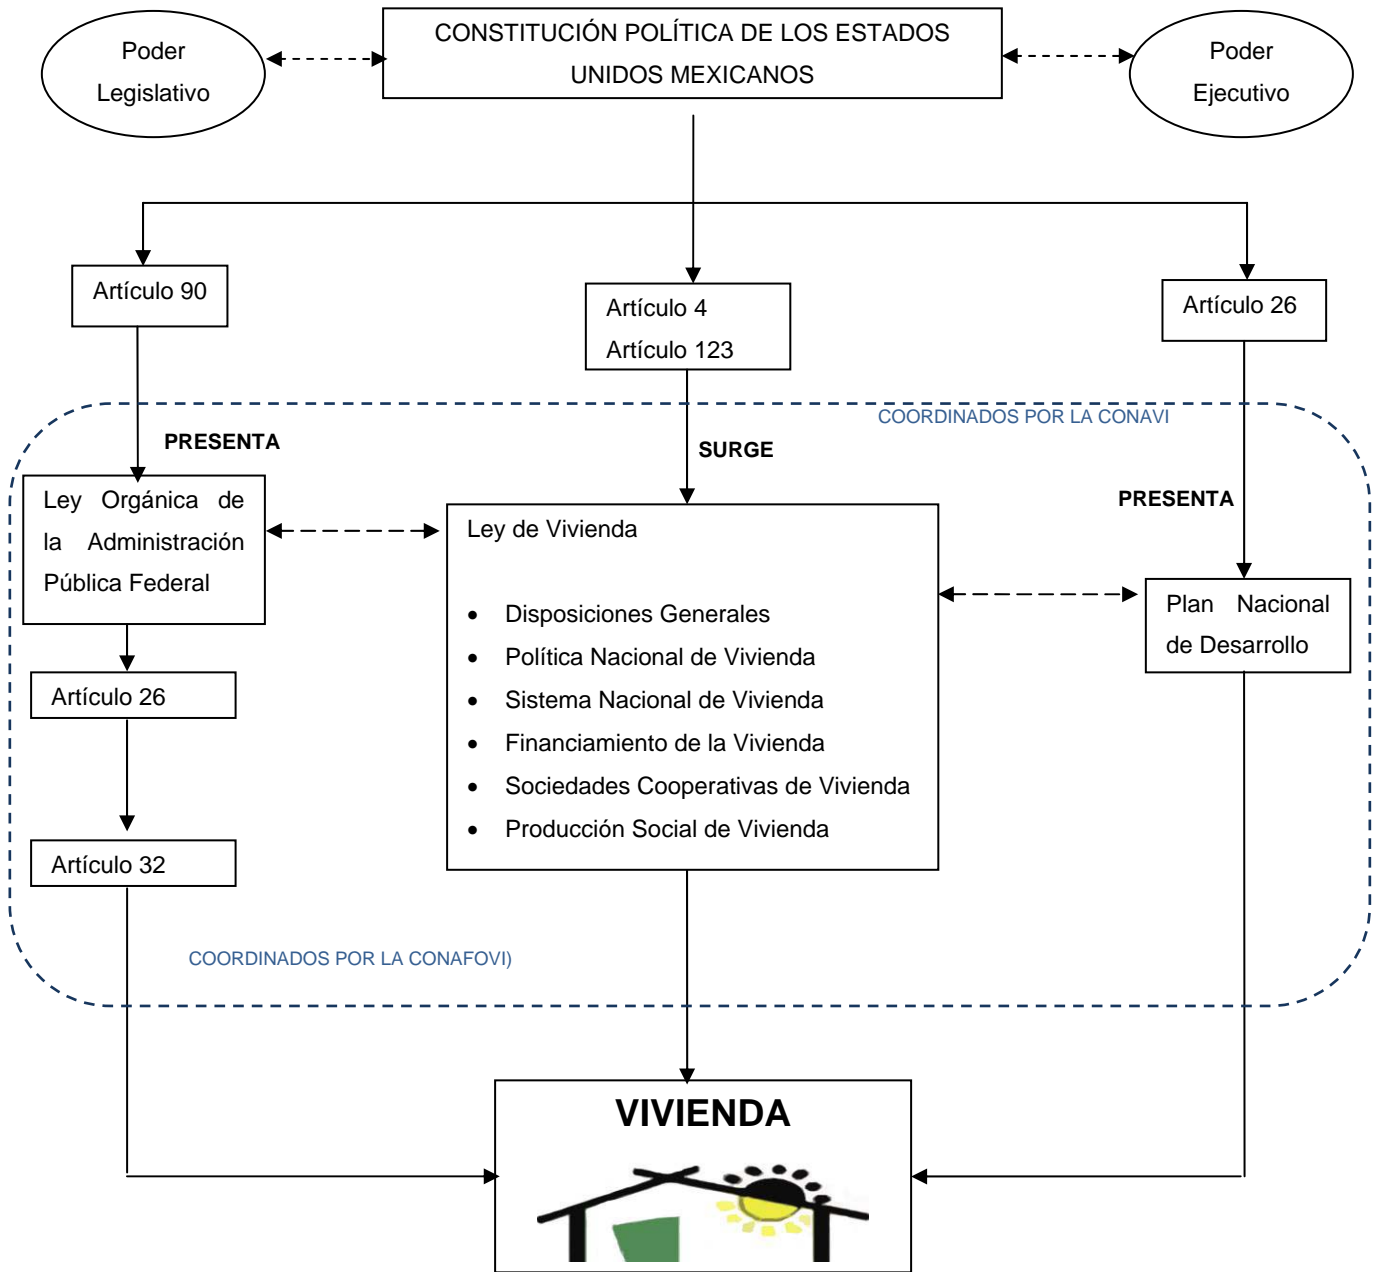 Poder
Legislativo
CONSTITUCIÓN POLÍTICA DE LOS ESTADOS
UNIDOS MEXICANOS
Poder
Ejecutivo
Artículo 90
Artículo 4
Artículo 123
Artículo 26
COORDINADOS POR LA CONAVI
PRESENTA
SURGE
PRESENTA
Ley Orgánica de
la Administración
Pública Federal
Ley de Vivienda
• Disposiciones Generales
• Política Nacional de Vivienda
• Sistema Nacional de Vivienda
• Financiamiento de la Vivienda
• Sociedades Cooperativas de Vivienda
• Producción Social de Vivienda
Plan Nacional
de Desarrollo
Artículo 26
Artículo 32
COORDINADOS POR LA CONAFOVI)
VIVIENDA